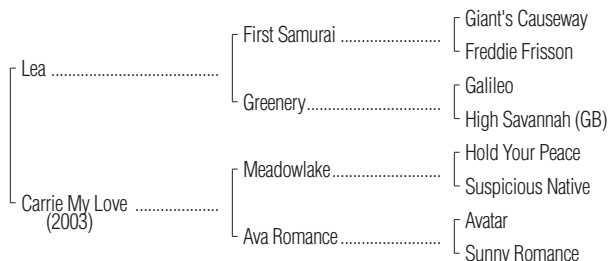 Giant's Causeway
First Samurai ......................
Freddie Frisson
Lea .....................................
Galileo
Greenery.............................
High Savannah (GB)
Hold Your Peace
Meadowlake........................
Suspicious Native
Carrie My Love ..................
(2003)
Avatar
Ava Romance ......................
Sunny Romance